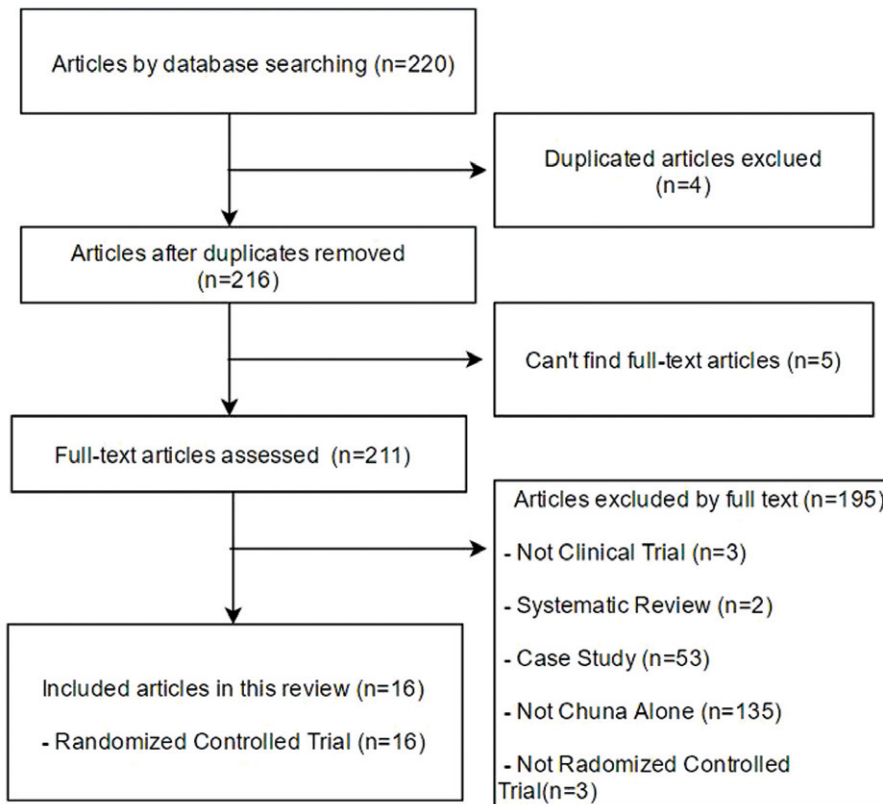 Articles by database searching (n=220)
Duplicated articles exclued
(n=4)
Articles after duplicates removed
(n=216)
Can't find full-text articles (n=5)
Full-text articles assessed (n=211)
Articles excluded by full text (n=195)
- Not Clinical Trial (n=3)
- Systematic Review (n=2)
- Case Study (n=53)
- Not Chuna Alone (n=135)
- Not Radomized Controlled
Trial(n=3)
Included articles in this review (n=16)
- Randomized Controlled Trial (n=16)